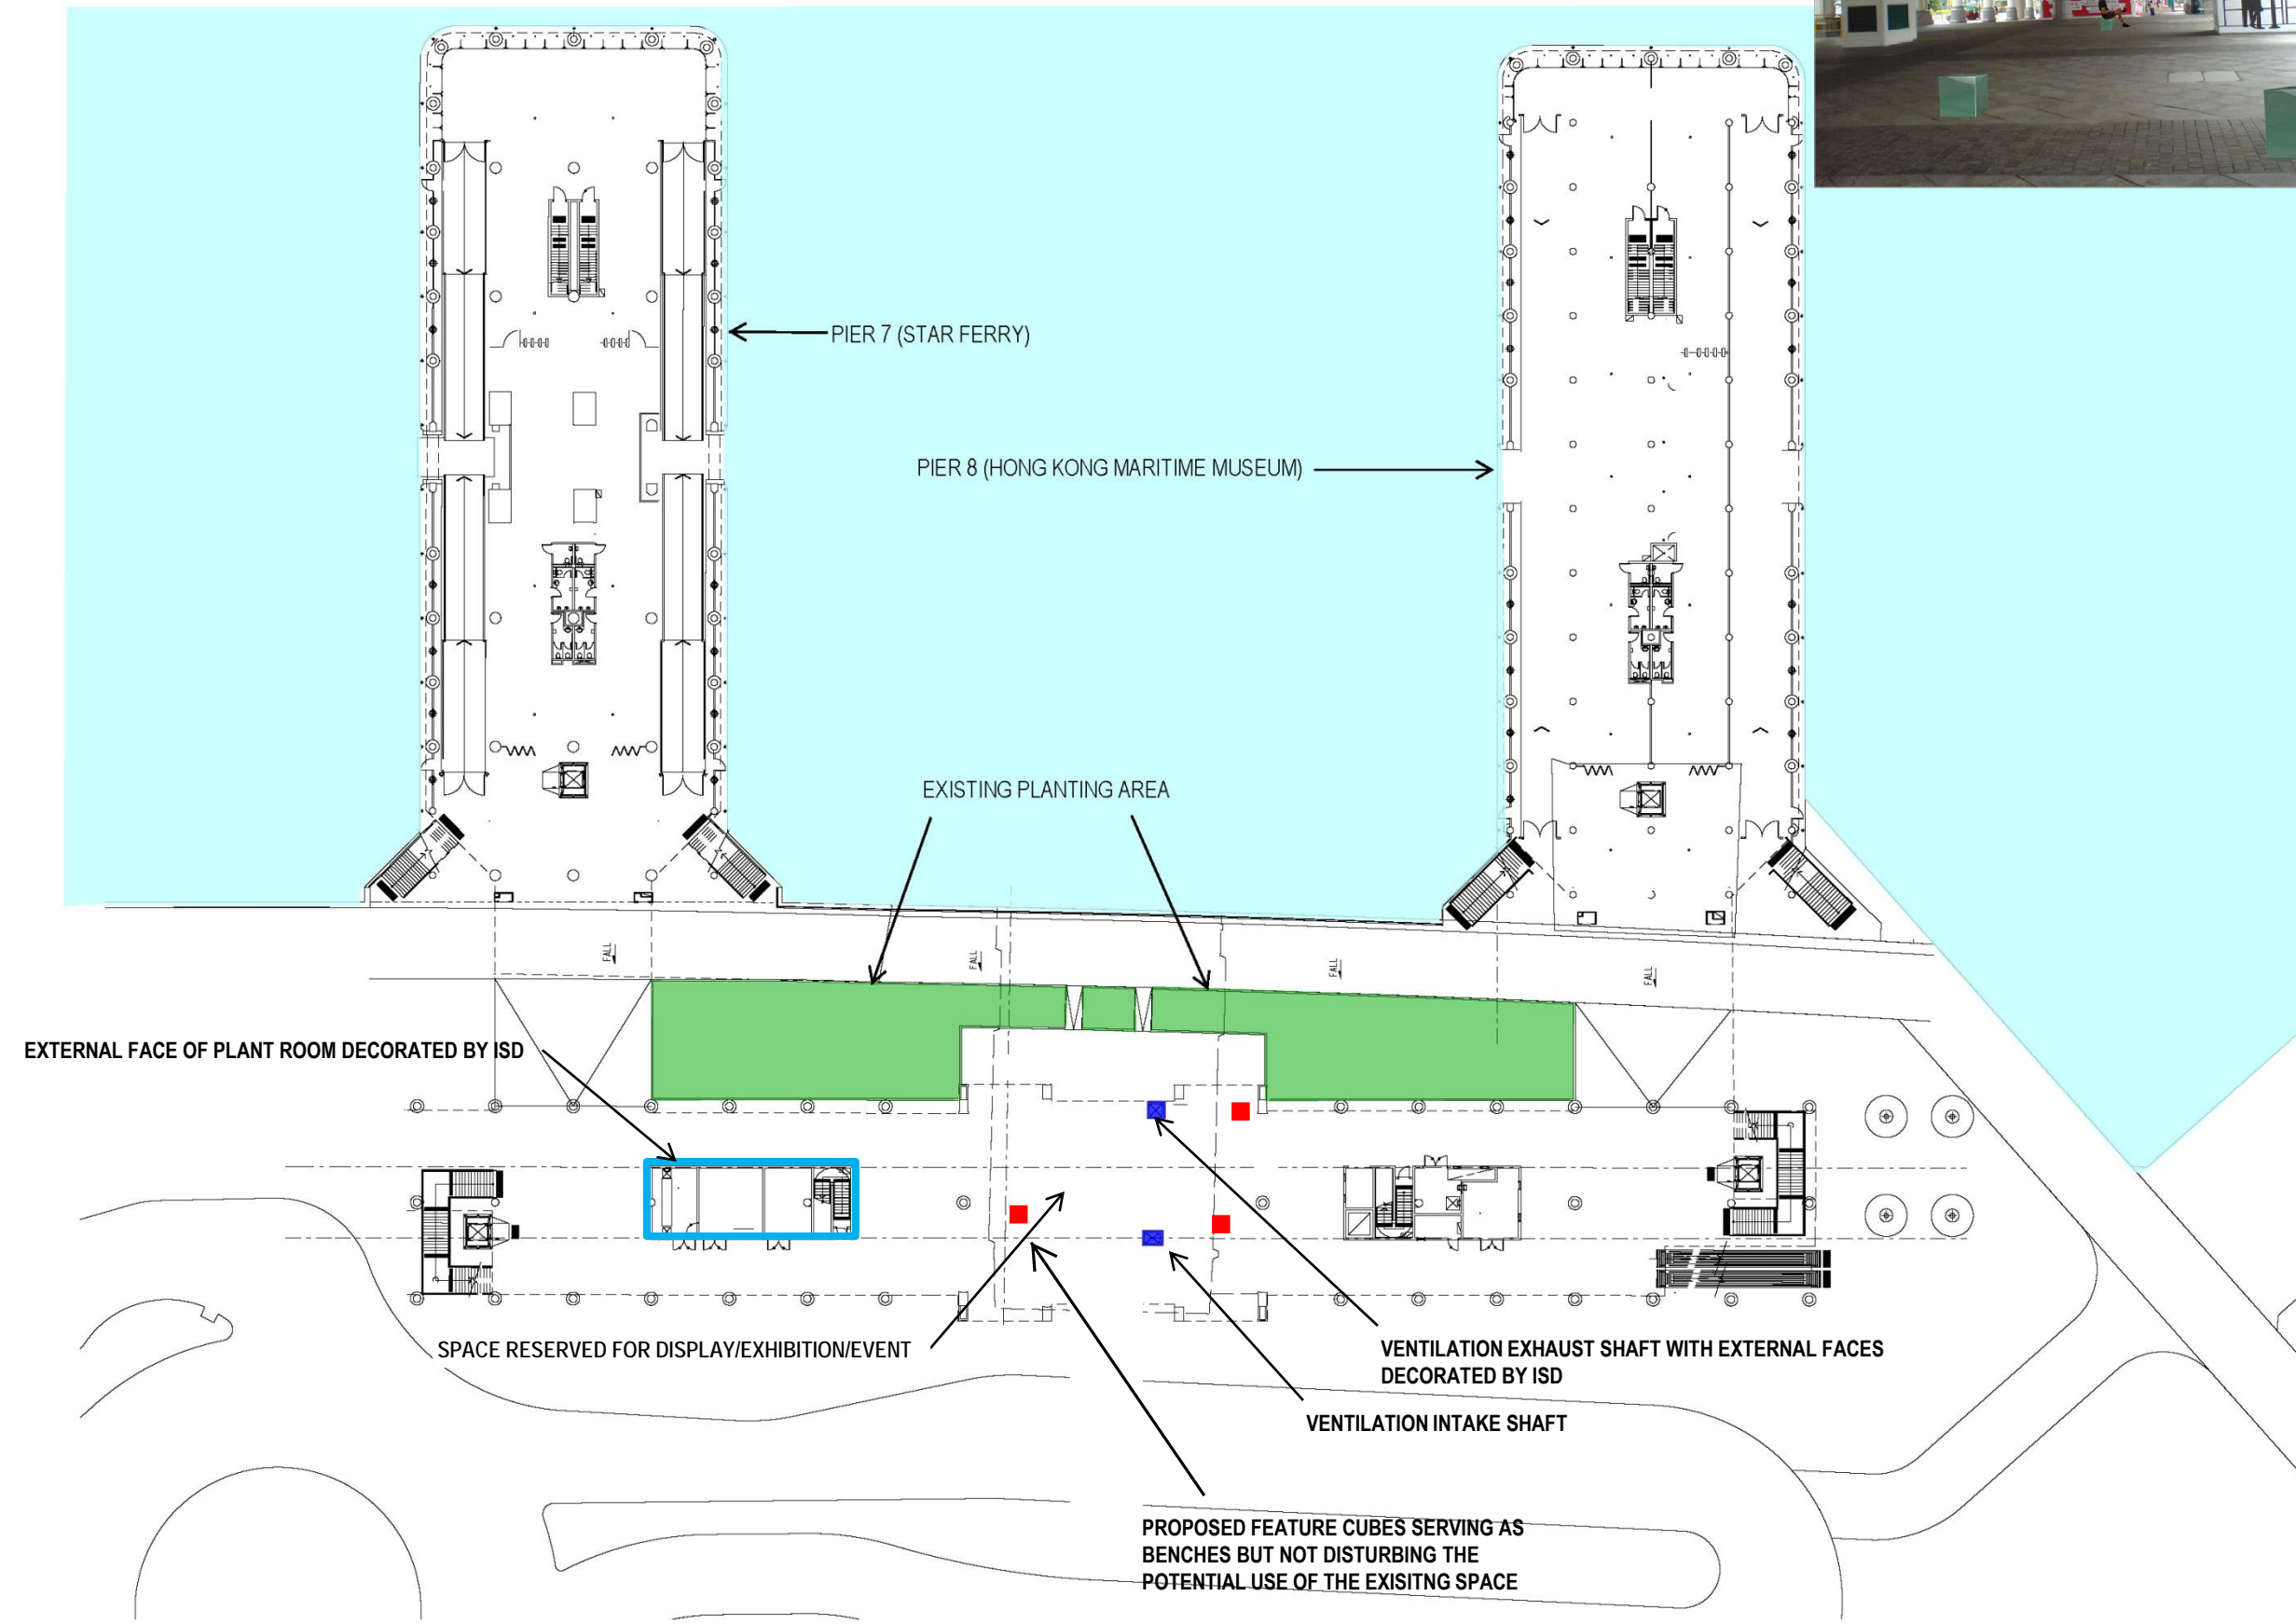 PIER 7 (STAR FERRY)
PIER 8 (HONG KONG MARITIME MUSEUM)
EXISTING PLANTING AREA
FALL
FALL
FALL
FALL
EXTERNAL FACE OF PLANT ROOM DECORATED BY ISD
SPACE RESERVED FOR DISPLAY/EXHIBITION/EVENT
VENTILATION EXHAUST SHAFT WITH EXTERNAL FACES
DECORATED BY ISD
VENTILATION INTAKE SHAFT
PROPOSED FEATURE CUBES SERVING AS
BENCHES BUT NOT DISTURBING THE
POTENTIAL USE OF THE EXISITNG SPACE